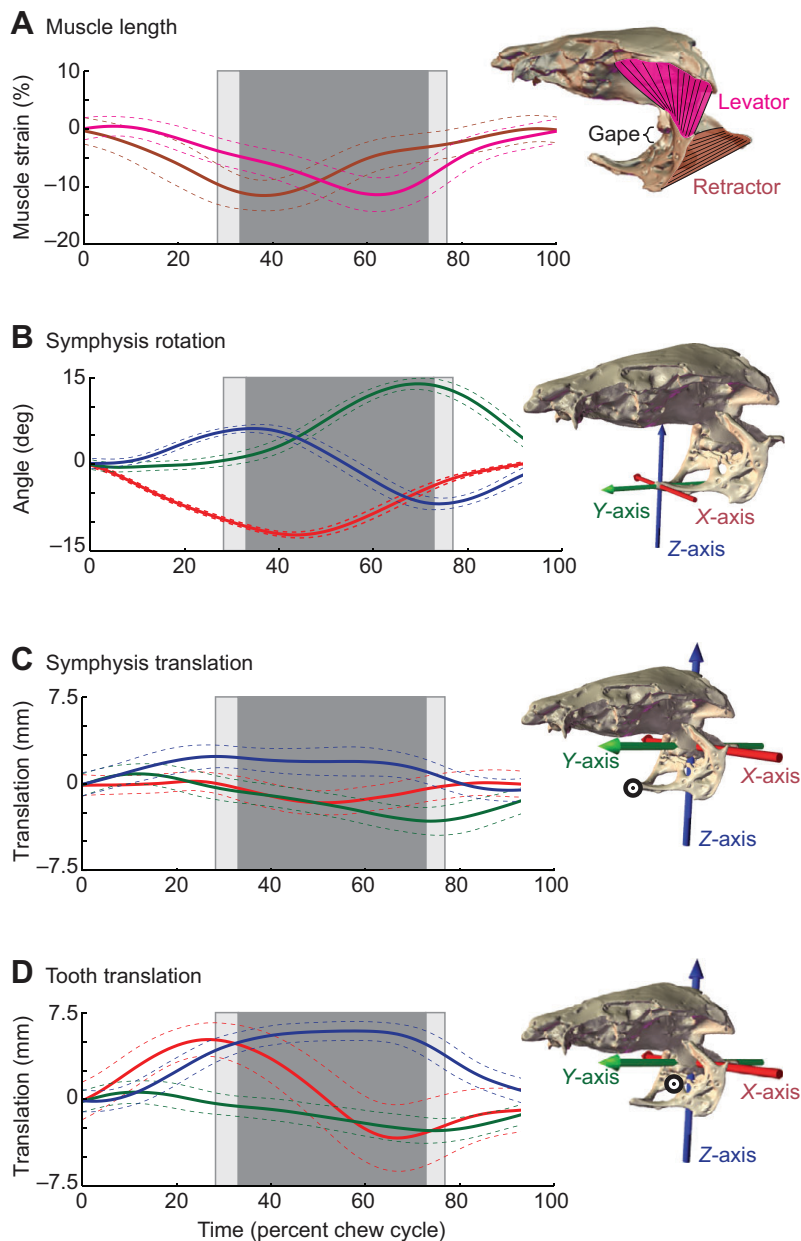 A Muscle length
Muscle strain (%)
10
0
–10
–20
0 20 40 60 80 100
Levator
Gape {
Retractor
B Symphysis rotation
Angle (deg)
15
0
–15
0 20 40 60 80 100
Y-axis
X-axis
Z-axis
C Symphysis translation
Translation (mm)
7.5
0
–7.5
0 20 40 60 80 100
Y-axis
X-axis
Z-axis
D Tooth translation
Translation (mm)
7.5
0
–7.5
0 20 40 60 80 100
Time (percent chew cycle)
Y-axis
X-axis
Z-axis